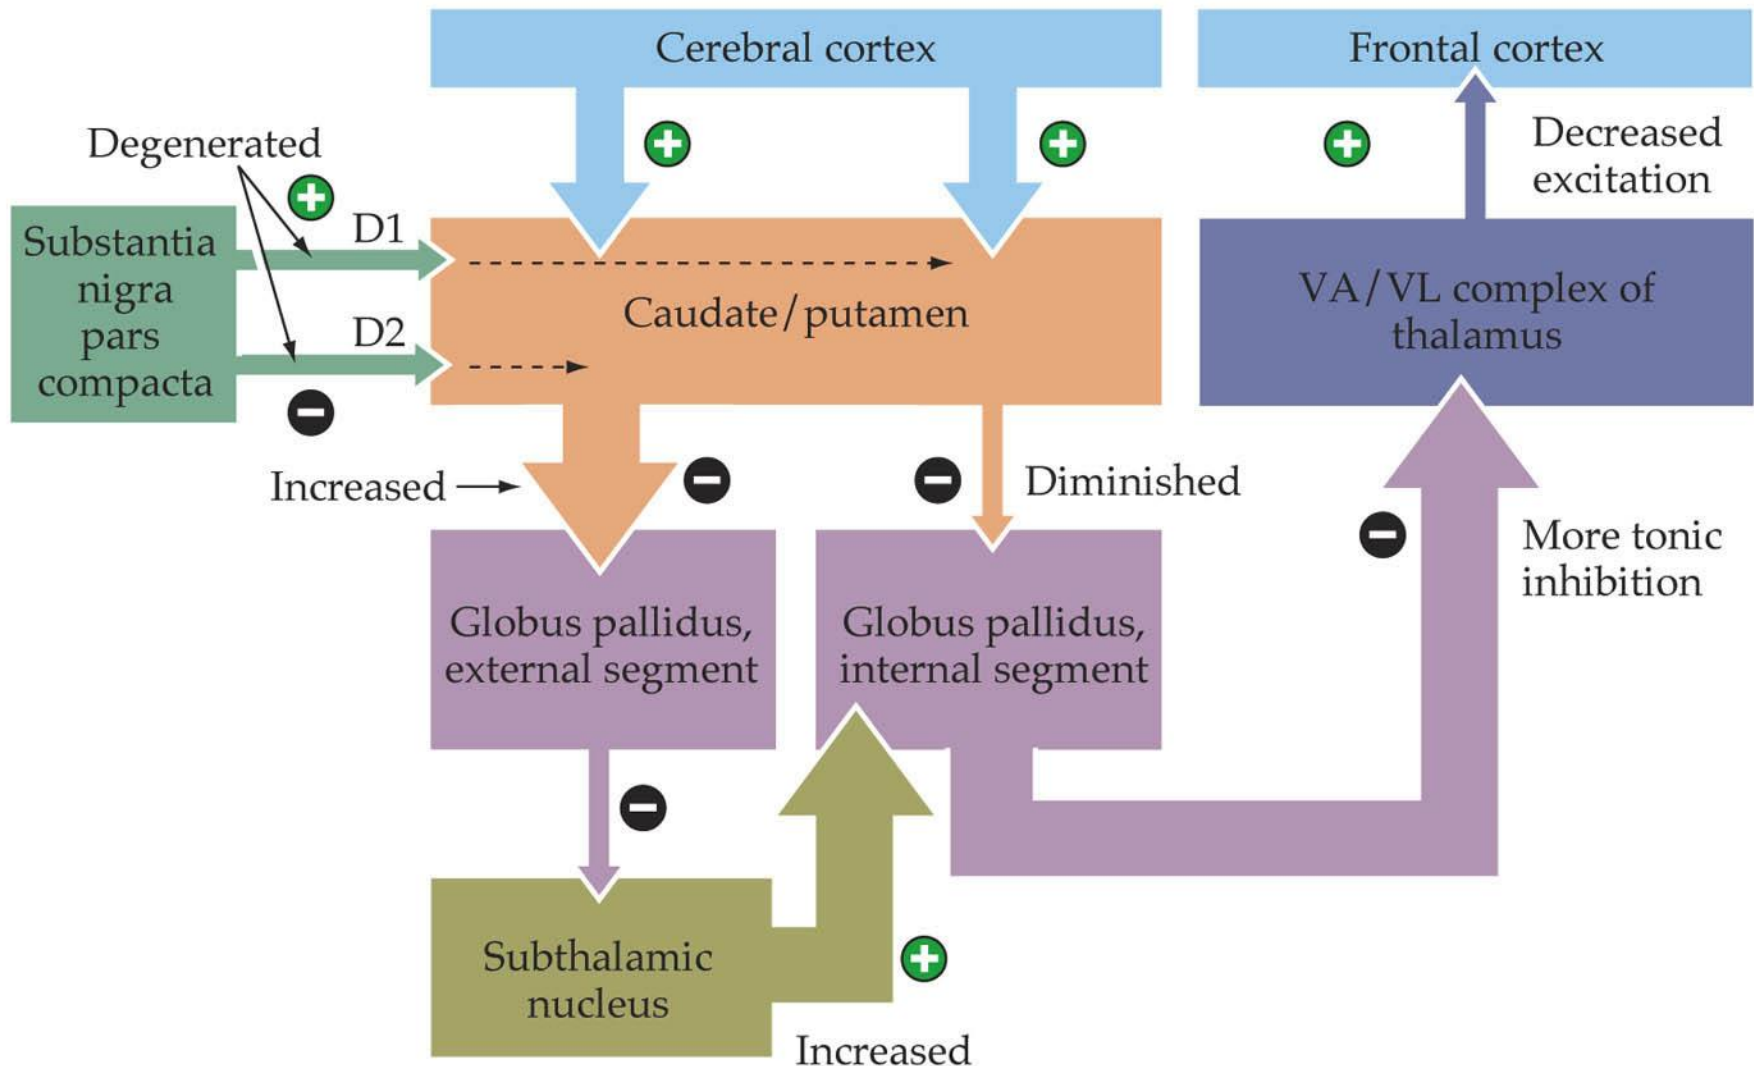 Cerebral cortex
Frontal cortex
Degenerated
+
+
+
+
Decreased
excitation
Substantia
nigra
pars
compacta
D1
D2
−
Caudate/putamen
VA/VL complex of
thalamus
Increased
−
−
Diminished
−
More tonic
inhibition
Globus pallidus,
external segment
Globus pallidus,
internal segment
−
Subthalamic
nucleus
+
Increased